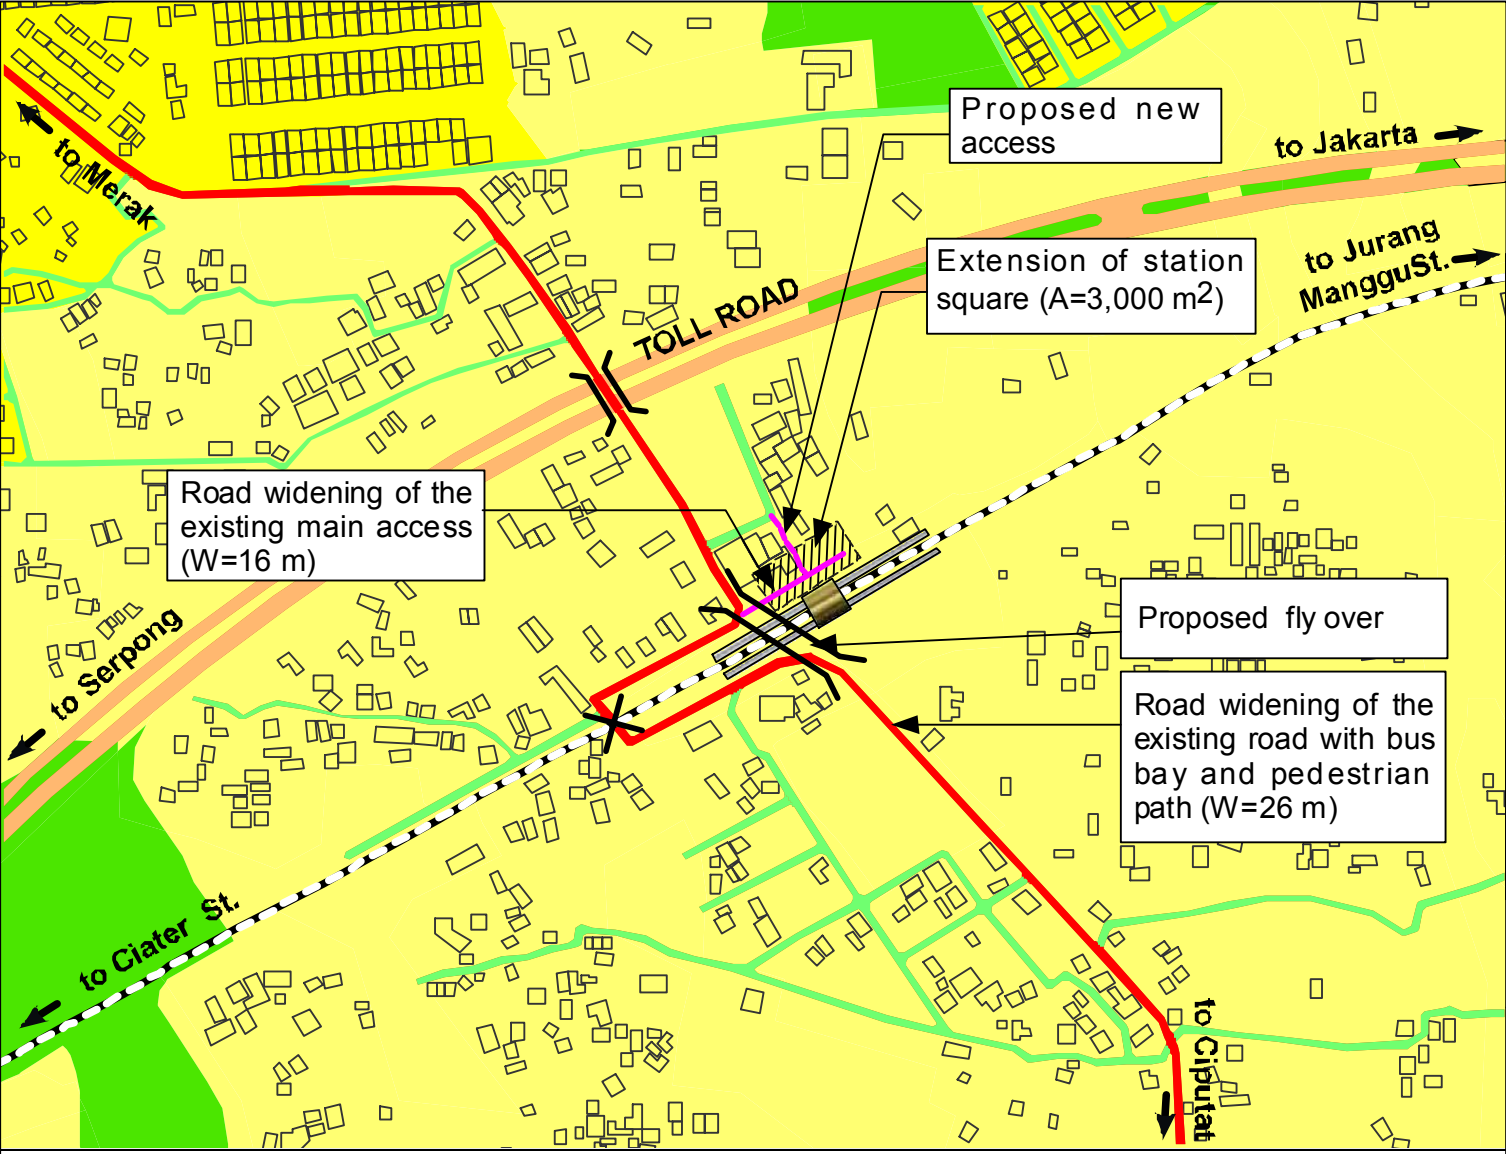 Proposed new
access
to Jakarta
to Merak
to Jurang
MangguSt.
Extension of station
square (A=3,000 m2)
TOLL ROAD
Road widening of the
existing main access
(W=16 m)
Proposed fly over
to Serpong
Road widening of the
existing road with bus
bay and pedestrian
path (W=26 m)
to Ciater St.
to Ciputat